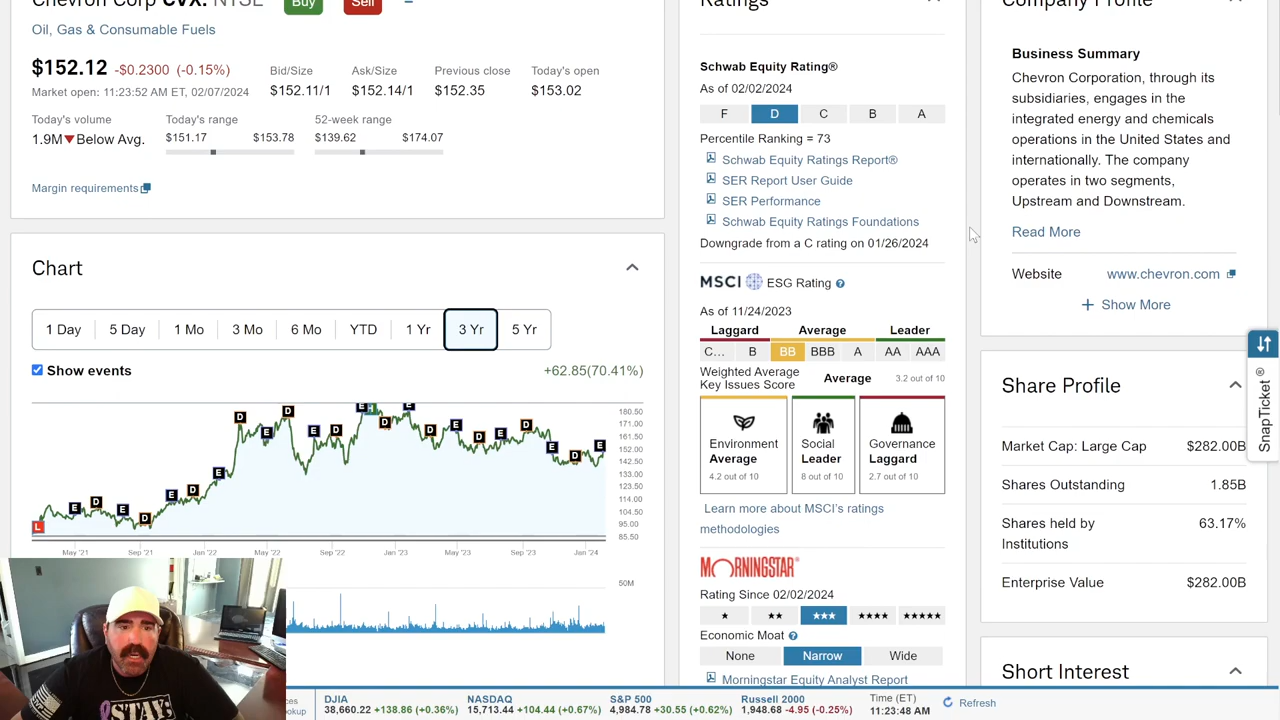 Chevron Corp CVX: NYSE
Buy
Sell
Oil, Gas & Consumable Fuels
$152.12 -$0.2300 (-0.15%)
Market open: 11:23:52 AM ET, 02/07/2024
Bid/Size
$152.11/1
Ask/Size
$152.14/1
Previous close
$152.35
Today's open
$153.02
Today's volume
1.9M Below Avg.
Today's range
$151.17 $153.78
52-week range
$139.62 $174.07
Margin requirements
Chart
1 Day 5 Day 1 Mo 3 Mo 6 Mo YTD 1 Yr 3 Yr 5 Yr
Show events
+62.85(70.41%)
180.50
171.00
161.50
152.00
142.50
133.00
123.50
114.00
104.50
95.00
85.50
L E D E D E D E D E D E D E E D D E E D E D E
May '21 Sep '21 Jan '22 May '22 Sep '22 Jan '23 May '23 Sep '23 Jan '24
50M
STAY
Ratings
Schwab Equity Rating®
As of 02/02/2024
F D C B A
Percentile Ranking = 73
Schwab Equity Ratings Report®
SER Report User Guide
SER Performance
Schwab Equity Ratings Foundations
Downgrade from a C rating on 01/26/2024
MSCI ESG Rating ?
As of 11/24/2023
Laggard Average Leader
C... B BB BBB A AA AAA
Weighted Average
Key Issues Score
Average
3.2 out of 10
Environment
Average
4.2 out of 10
Social
Leader
8 out of 10
Governance
Laggard
2.7 out of 10
Learn more about MSCI's ratings
methodologies
MORNINGSTAR®
Rating Since 02/02/2024
★ ★★ ★★★ ★★★★ ★★★★★
Economic Moat ?
None Narrow Wide
Morningstar Equity Analyst Report
Company Profile
Business Summary
Chevron Corporation, through its
subsidiaries, engages in the
integrated energy and chemicals
operations in the United States and
internationally. The company
operates in two segments,
Upstream and Downstream.
Read More
Website www.chevron.com
+ Show More
Share Profile
Market Cap: Large Cap $282.00B
Shares Outstanding 1.85B
Shares held by
Institutions
63.17%
Enterprise Value $282.00B
Short Interest
SnapTicket®
DJIA
38,660.22 +138.86 (+0.36%)
NASDAQ
15,713.44 +104.44 (+0.67%)
S&P 500
4,984.78 +30.55 (+0.62%)
Russell 2000
1,948.68 -4.95 (-0.25%)
Time (ET)
11:23:48 AM
Refresh